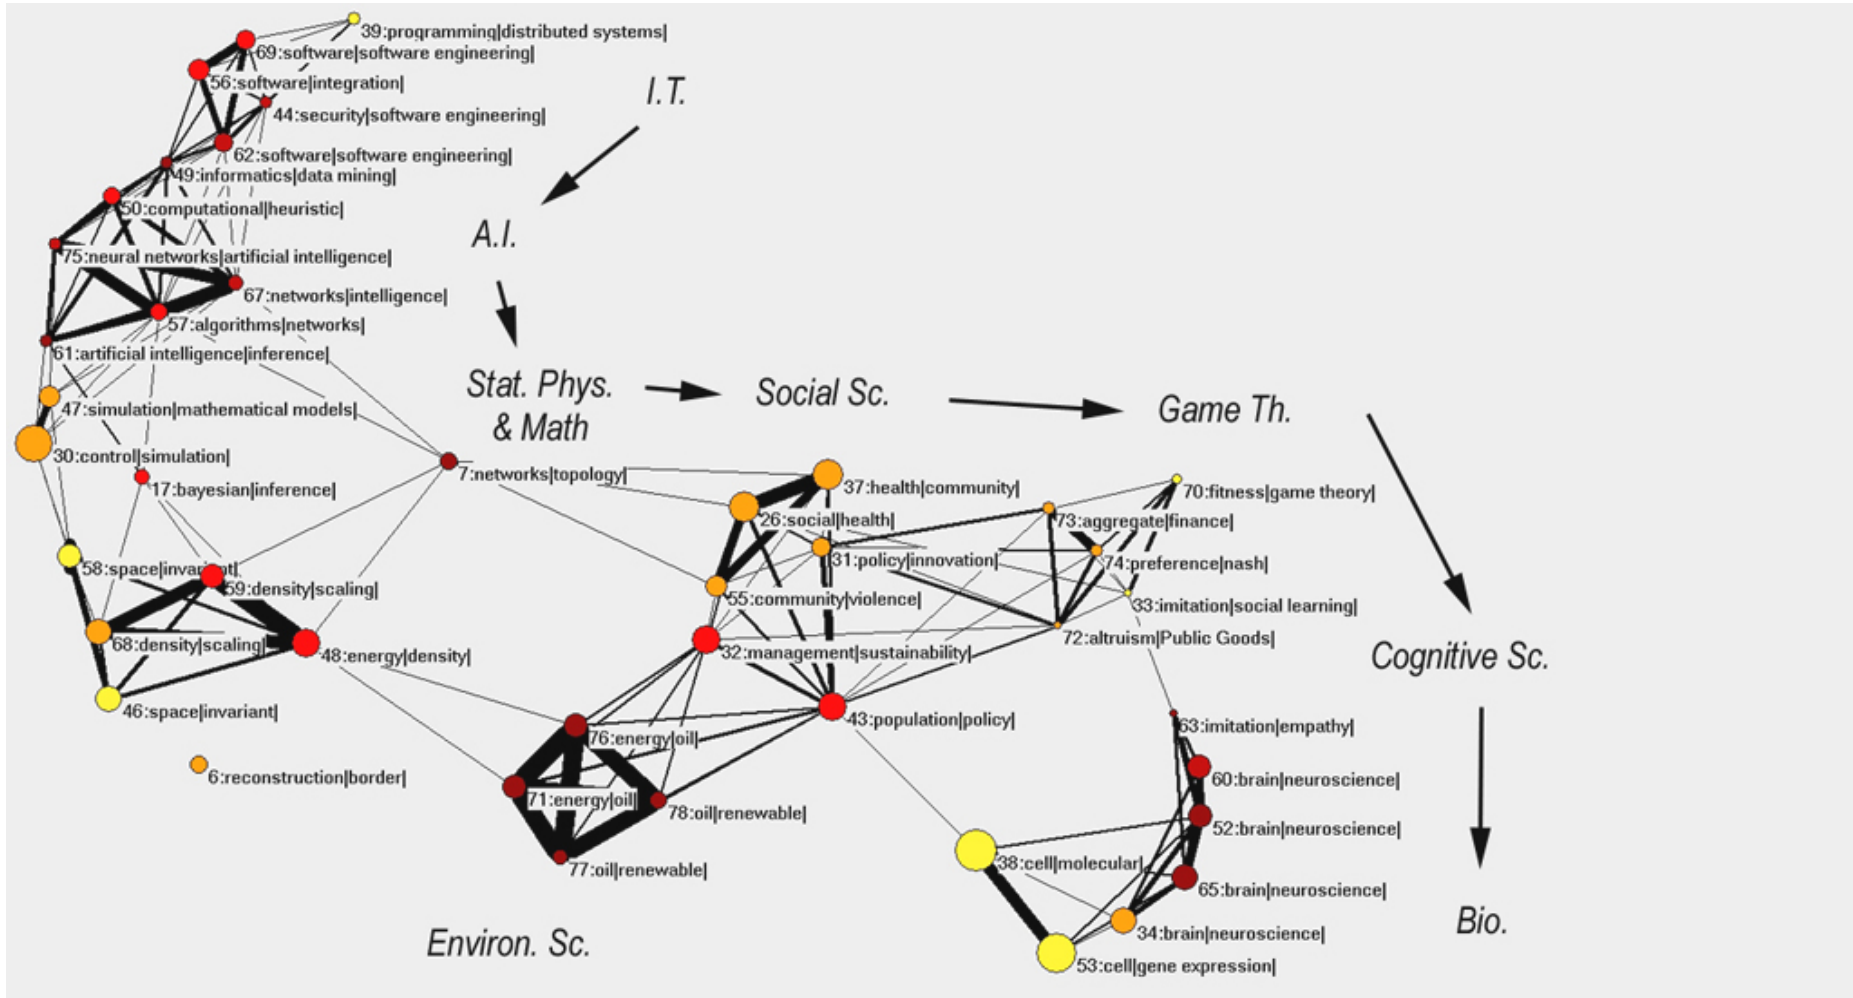 39:programming|distributed systems|
69:software|software engineering|
56:software|integration|
I.T.
44:security|software engineering|
62:software|software engineering|
49:informatics|data mining|
50:computational|heuristic|
A.I.
75:neural networks|artificial intelligence|
67:networks|intelligence|
57:algorithms|networks|
61:artificial intelligence|inference|
Stat. Phys.
& Math
Social Sc.
Game Th.
47:simulation|mathematical models|
30:control|simulation|
7:networks|topology|
17:bayesian|inference|
37:health|community|
70:fitness|game theory|
26:social|health|
73:aggregate|finance|
31:policy|innovation|
74:preference|nash|
58:space|invariant|
59:density|scaling|
55:community|violence|
33:imitation|social learning|
72:altruism|Public Goods|
68:density|scaling|
48:energy|density|
32:management|sustainability|
Cognitive Sc.
46:space|invariant|
43:population|policy|
63:imitation|empathy|
76:energy|oil|
6:reconstruction|border|
60:brain|neuroscience|
71:energy|oil|
78:oil|renewable|
52:brain|neuroscience|
77:oil|renewable|
38:cell|molecular|
65:brain|neuroscience|
Environ. Sc.
34:brain|neuroscience|
Bio.
53:cell|gene expression|